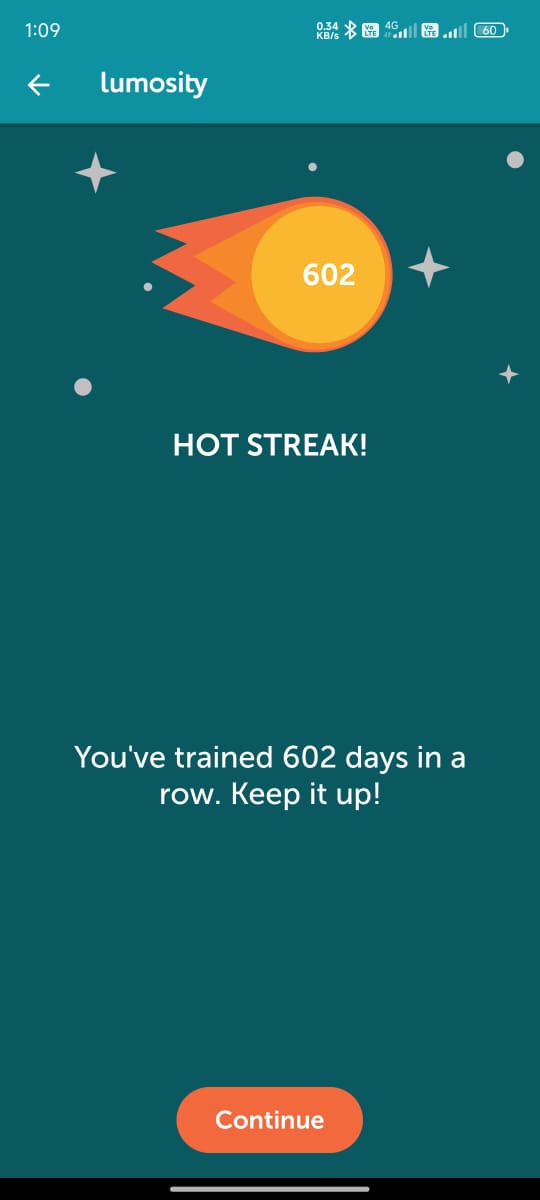 1:09
0.34
KB/s
Vo
LTE
4G
Vo
LTE
60
lumosity
602
HOT STREAK!
You've trained 602 days in a
row. Keep it up!
Continue